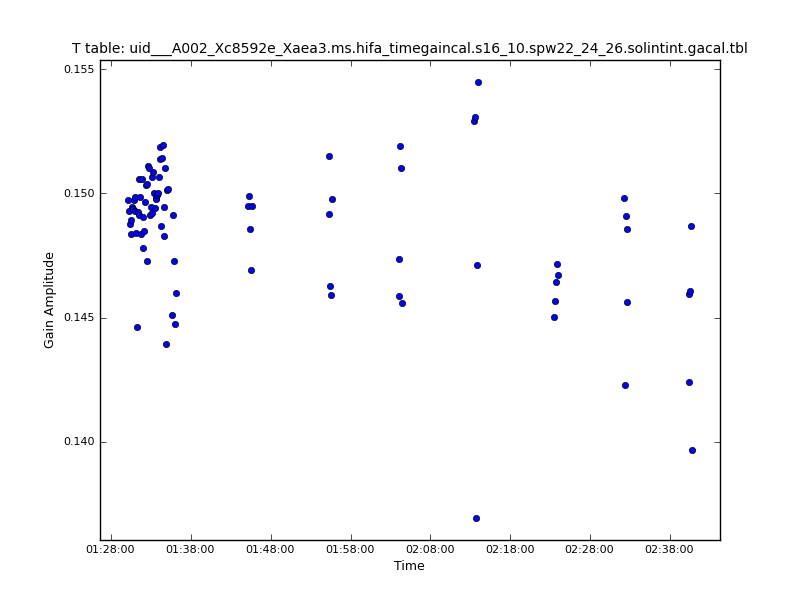 T table: uid___A002_Xc8592e_Xaea3.ms.hifa_timegaincal.s16_10.spw22_24_26.solintint.gacal.tbl
0.155
0.150
0.145
0.140
Gain Amplitude
01:28:00 01:38:00 01:48:00 01:58:00 02:08:00 02:18:00 02:28:00 02:38:00
Time